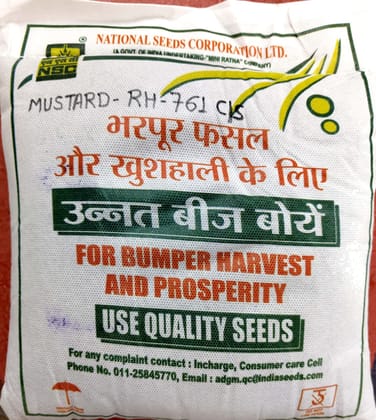 NATIONAL SEEDS CORPORATION LTD.
(A GOVT. OF INDIA UNDERTAKING-"MINI RATNA" COMPANY)
NSC
MUSTARD-RH-761 C/S
भरपूर फसल
और खुशहाली के लिए
उन्नत बीज बोयें
FOR BUMPER HARVEST
AND PROSPERITY
USE QUALITY SEEDS
For any complaint contact : Incharge, Consumer care Cell
Phone No. 011-25845770, Email : adgm.qc@indiaseeds.com